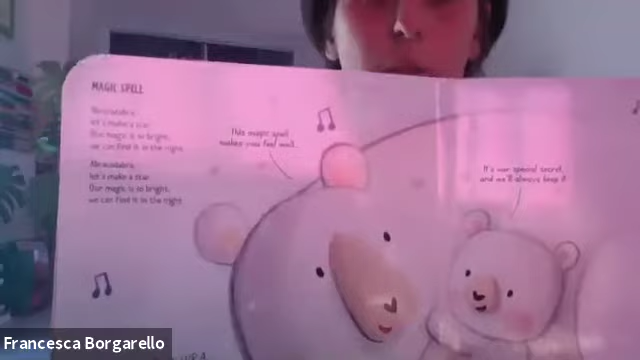 MAGIC SPELL
Abracadabra,
let's make a star.
Our magic is so bright,
we can find it in the night.
Abracadabra,
let's make a star.
Our magic is so bright,
we can find it in the night.
This magic spell
makes you feel well.
It's our special secret,
and we'll always keep it
Francesca Borgarello